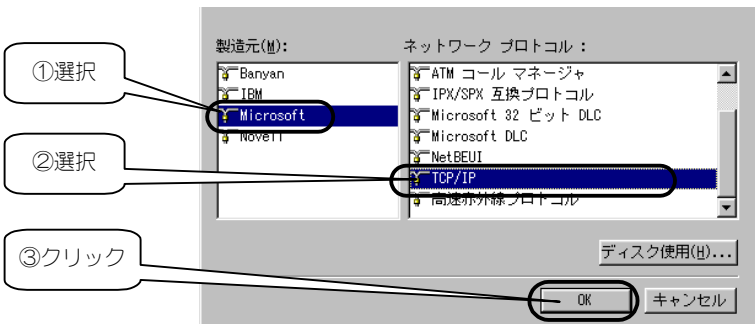 製造元(M):
ネットワーク プロトコル :
①選択
Banyan
IBM
Microsoft
Novell
ATM コール マネージャ
IPX/SPX 互換プロトコル
Microsoft 32 ビット DLC
Microsoft DLC
NetBEUI
TCP/IP
高速赤外線プロトコル
②選択
ディスク使用(H)...
③クリック
OK
キャンセル